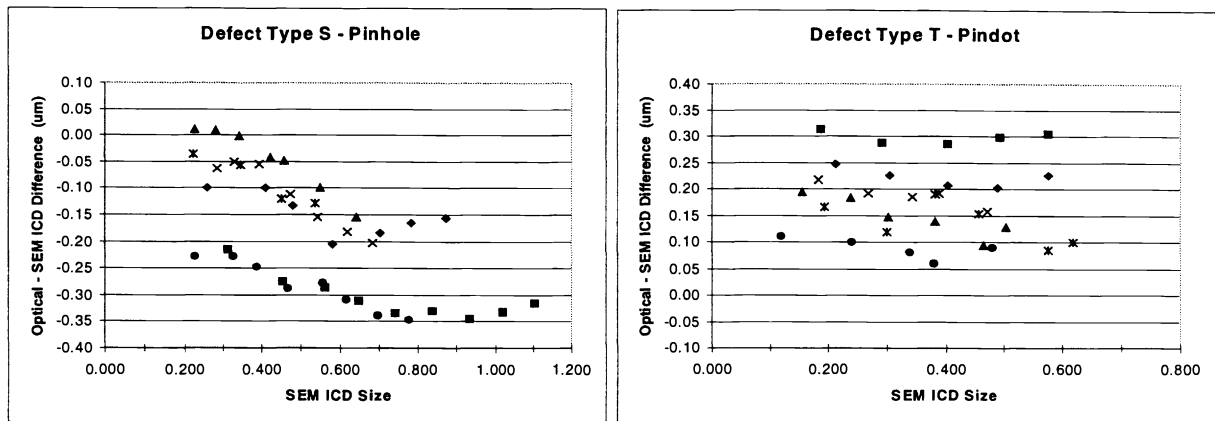 Defect Type S - Pinhole
Optical - SEM ICD Difference (um)
0.10
0.05
0.00
-0.05
-0.10
-0.15
-0.20
-0.25
-0.30
-0.35
-0.40
0.000 0.200 0.400 0.600 0.800 1.000 1.200
SEM ICD Size
Defect Type T - Pindot
Optical - SEM ICD Difference (um)
0.40
0.35
0.30
0.25
0.20
0.15
0.10
0.05
0.00
-0.05
-0.10
0.000 0.200 0.400 0.600 0.800
SEM ICD Size